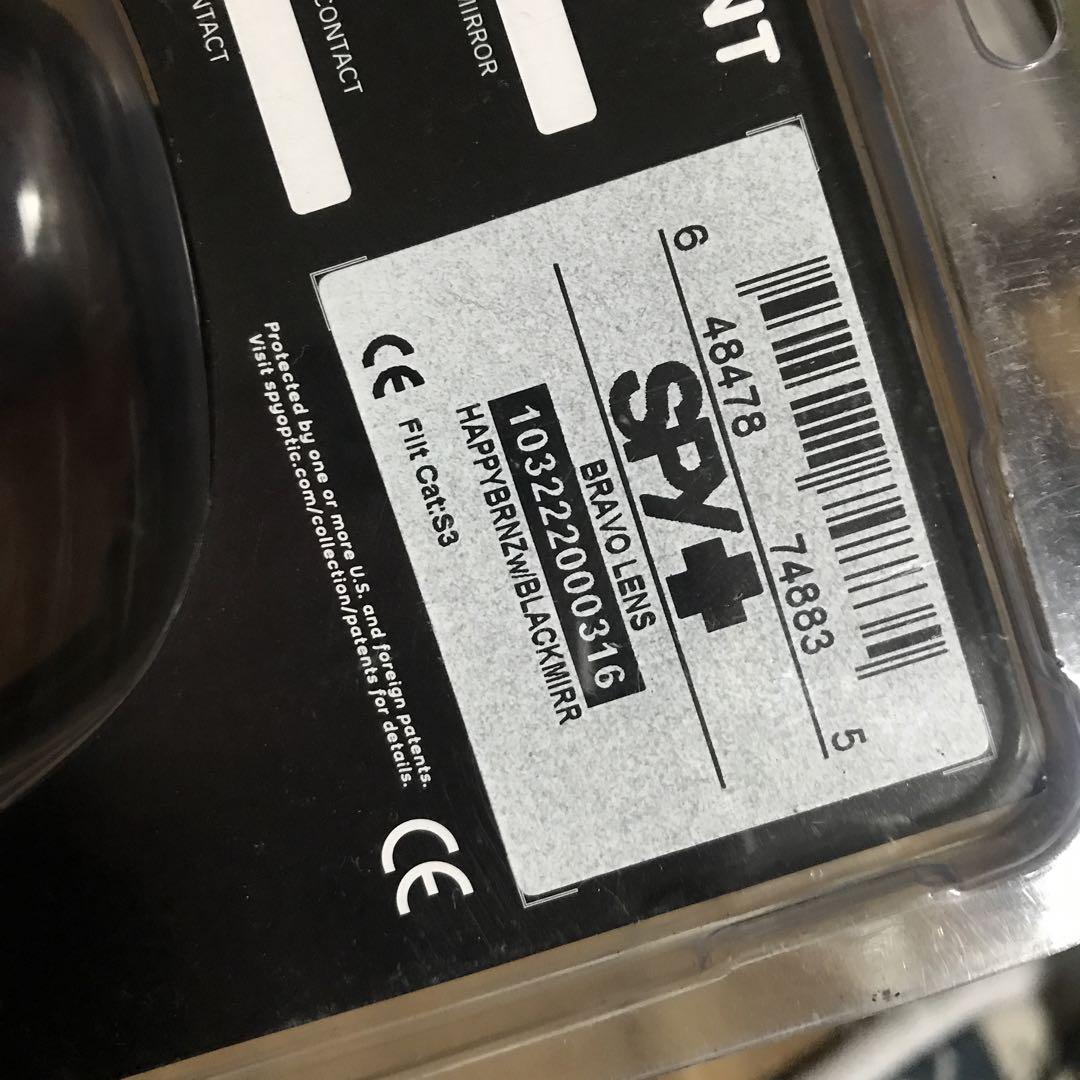 NT
MIRROR
CONTACT
NTACT
6 48478 74883 5
SPY+
BRAVO LENS
103222000316
HAPPYBRNZw/BLACKMIRR
CE Filt Cat:S3
Protected by one or more U.S. and foreign patents.
Visit spyoptic.com/collection/patents for details.
CE